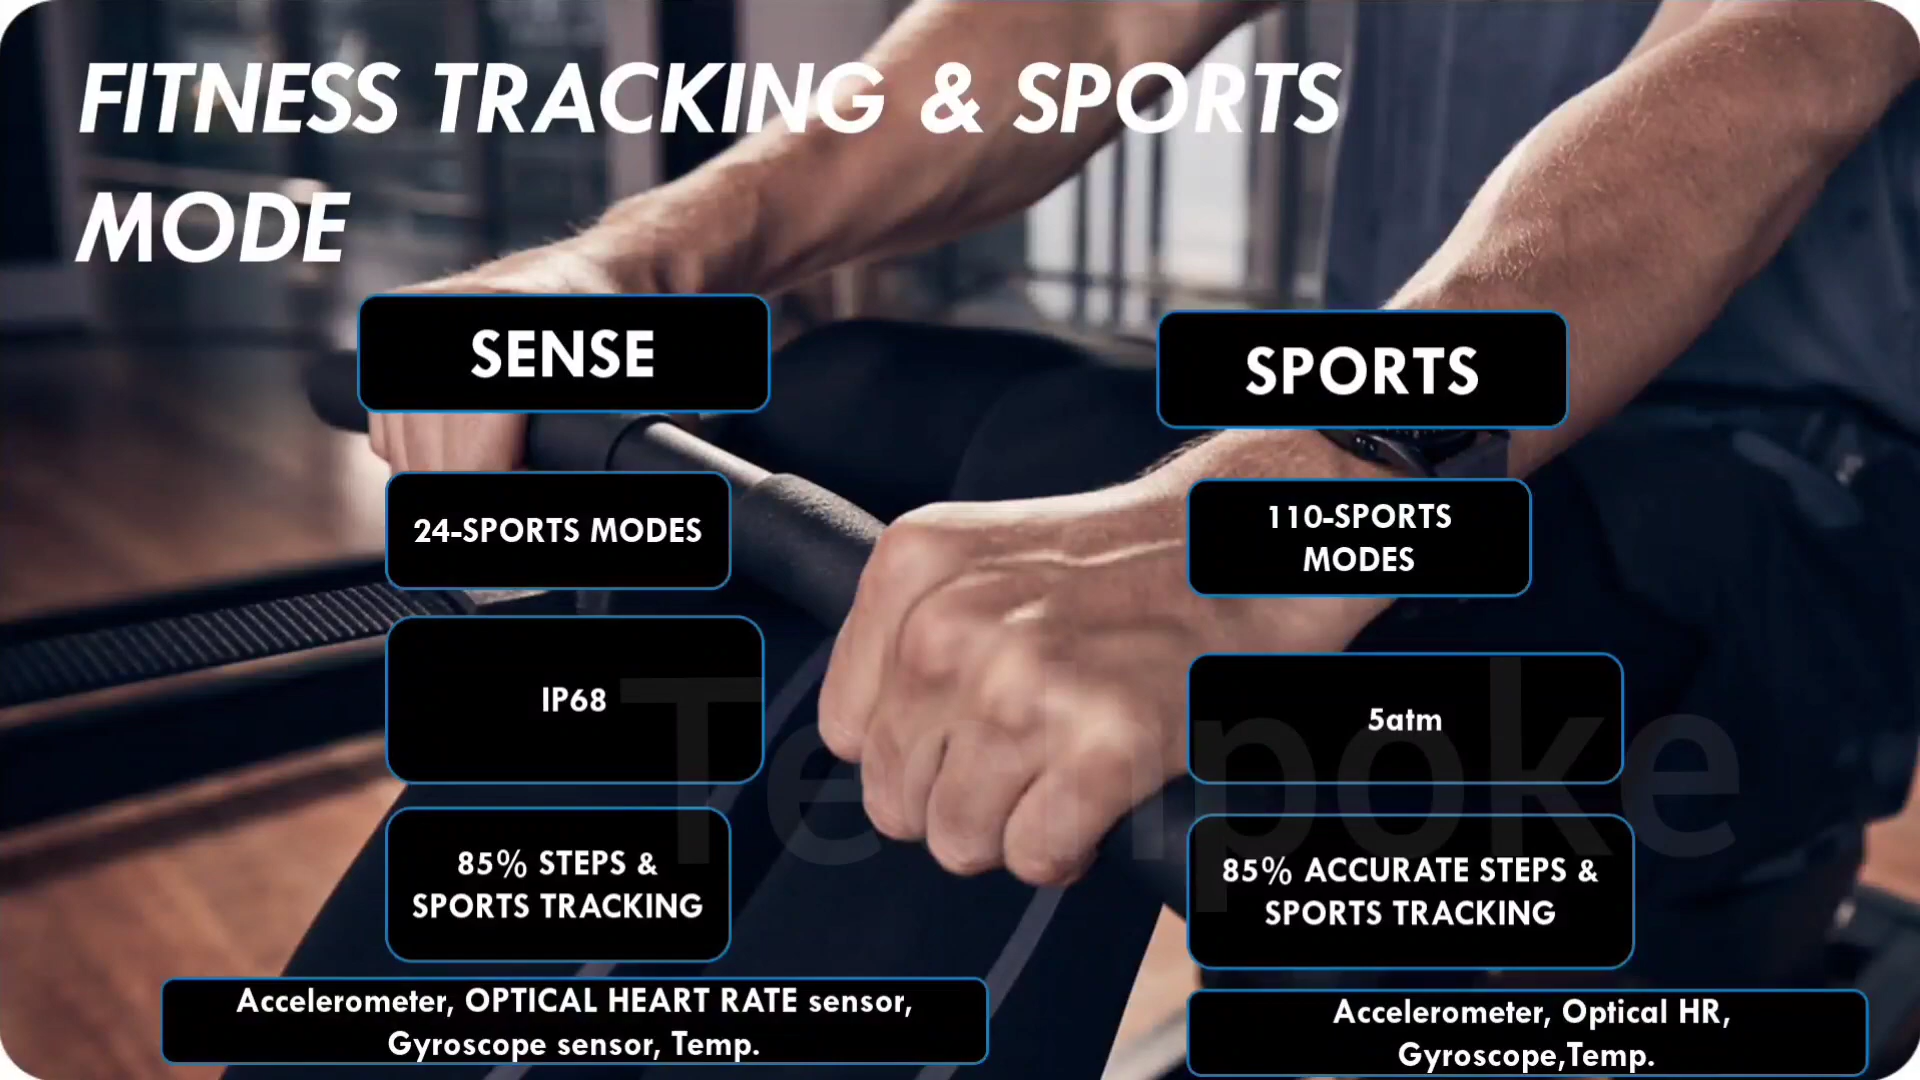 FITNESS TRACKING & SPORTS
MODE
SENSE
24-SPORTS MODES
IP68
85% STEPS &
SPORTS TRACKING
Accelerometer, OPTICAL HEART RATE sensor,
Gyroscope sensor, Temp.
SPORTS
110-SPORTS
MODES
5atm
85% ACCURATE STEPS &
SPORTS TRACKING
Accelerometer, Optical HR,
Gyroscope,Temp.
Techpoke